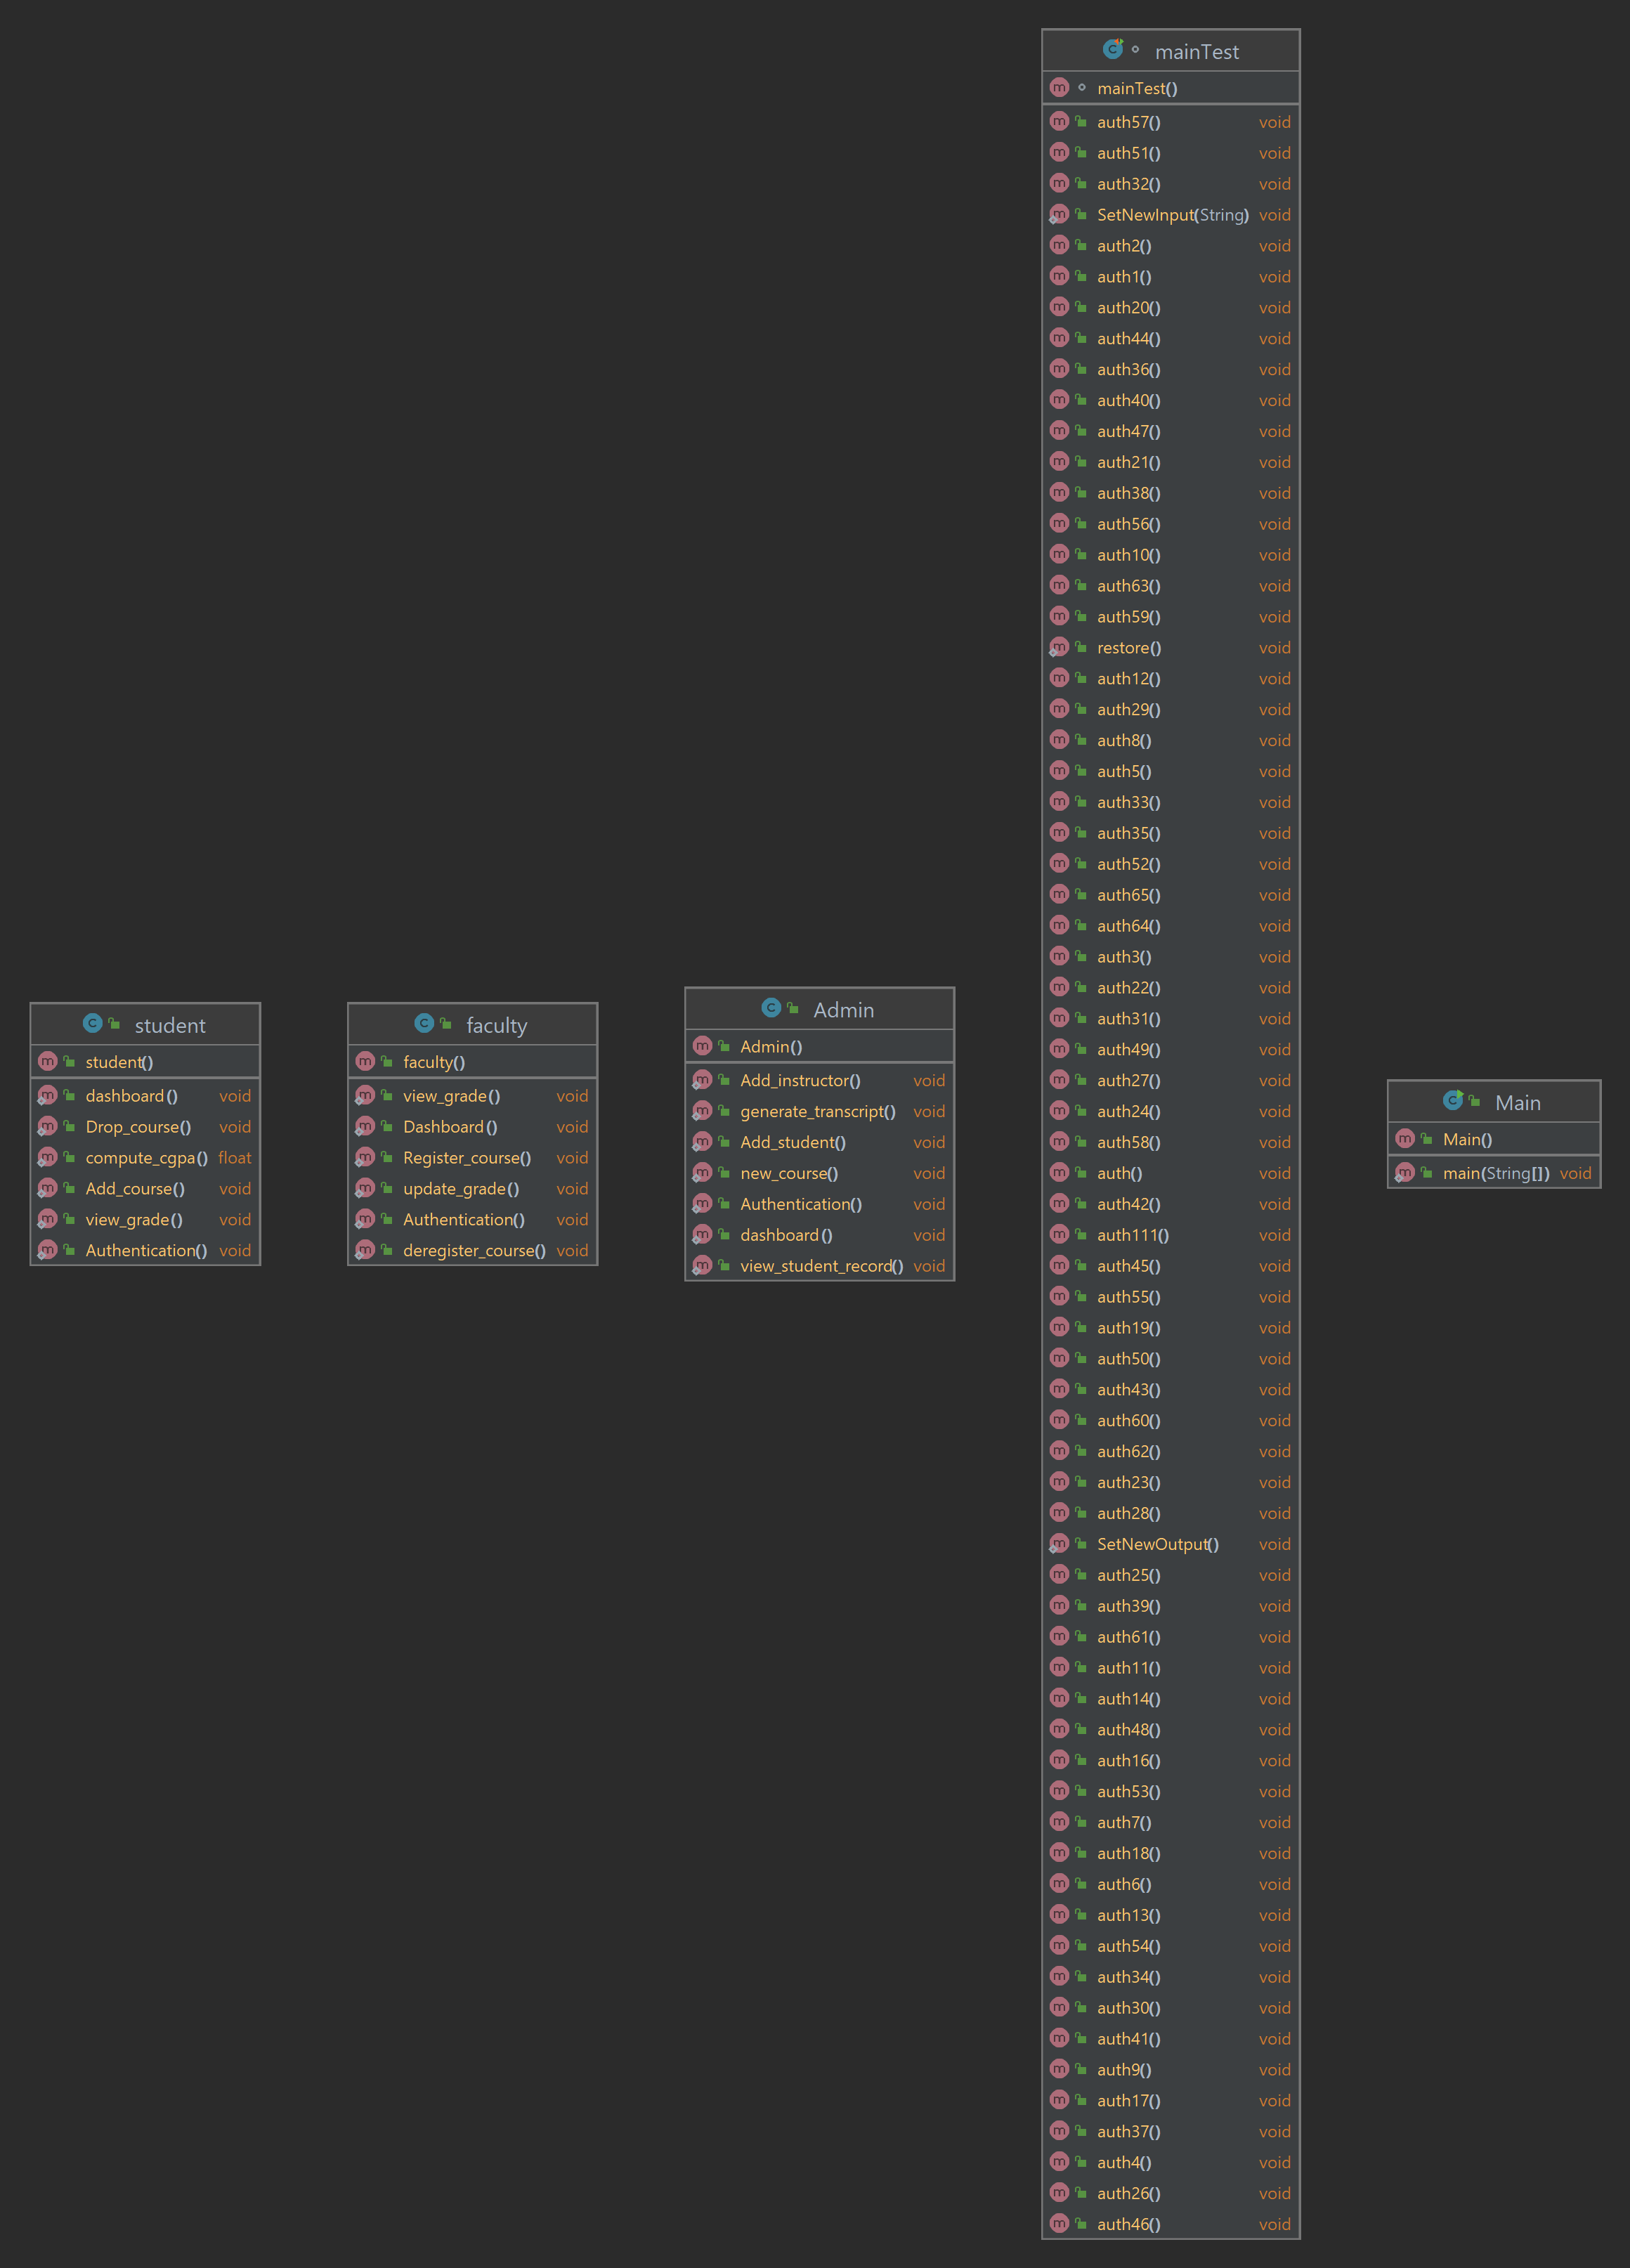 student
student()
dashboard() void
Drop_course() void
compute_cgpa() float
Add_course() void
view_grade() void
Authentication() void
faculty
faculty()
view_grade() void
Dashboard() void
Register_course() void
update_grade() void
Authentication() void
deregister_course() void
Admin
Admin()
Add_instructor() void
generate_transcript() void
Add_student() void
new_course() void
Authentication() void
dashboard() void
view_student_record() void
mainTest
mainTest()
auth57() void
auth51() void
auth32() void
SetNewInput(String) void
auth2() void
auth1() void
auth20() void
auth44() void
auth36() void
auth40() void
auth47() void
auth21() void
auth38() void
auth56() void
auth10() void
auth63() void
auth59() void
restore() void
auth12() void
auth29() void
auth8() void
auth5() void
auth33() void
auth35() void
auth52() void
auth65() void
auth64() void
auth3() void
auth22() void
auth31() void
auth49() void
auth27() void
auth24() void
auth58() void
auth() void
auth42() void
auth111() void
auth45() void
auth55() void
auth19() void
auth50() void
auth43() void
auth60() void
auth62() void
auth23() void
auth28() void
SetNewOutput() void
auth25() void
auth39() void
auth61() void
auth11() void
auth14() void
auth48() void
auth16() void
auth53() void
auth7() void
auth18() void
auth6() void
auth13() void
auth54() void
auth34() void
auth30() void
auth41() void
auth9() void
auth17() void
auth37() void
auth4() void
auth26() void
auth46() void
Main
Main()
main(String[]) void